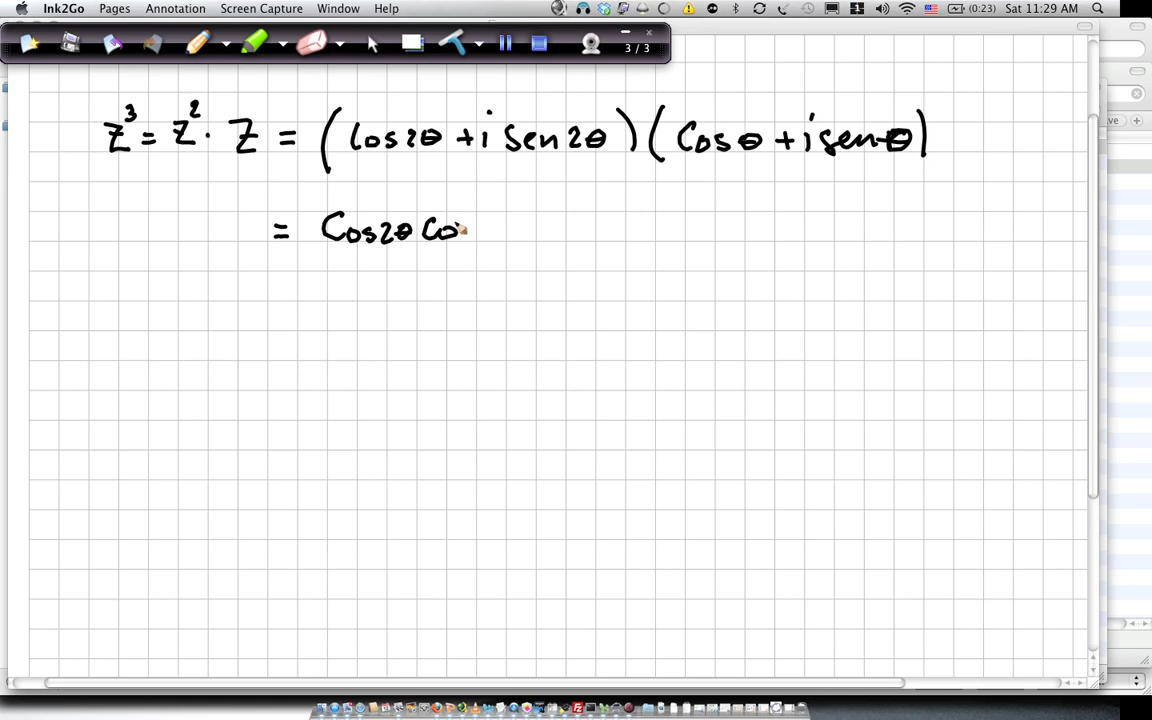 Ink2Go Pages Annotation Screen Capture Window Help (0:23) Sat 11:29 AM
3 / 3
z³ = z² · z = (cos2θ + i sen2θ)(cosθ + i senθ)
= Cos2θ Co
ve